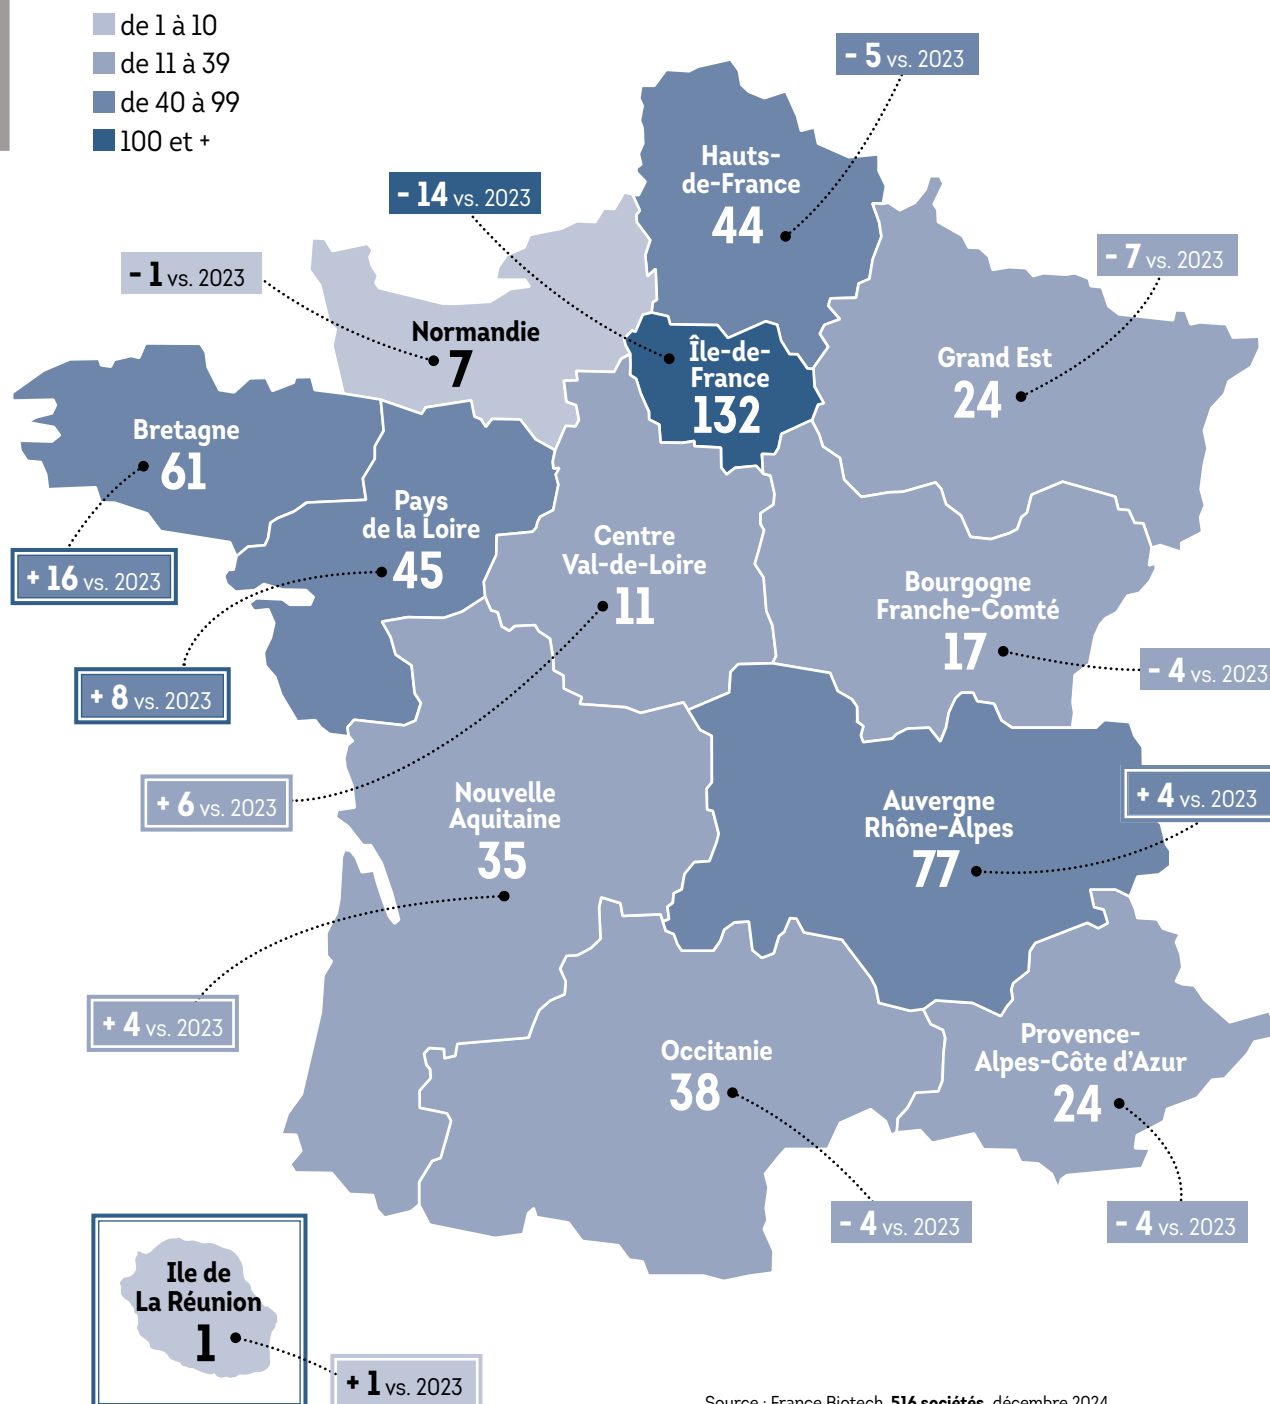 de 1 à 10
de 11 à 39
de 40 à 99
100 et +
- 5 vs. 2023
Hauts-
de-France
44
- 14 vs. 2023
- 7 vs. 2023
- 1 vs. 2023
Normandie
7
Île-de-
France
132
Grand Est
24
Bretagne
61
Pays
de la Loire
45
Centre
Val-de-Loire
11
+ 16 vs. 2023
Bourgogne
Franche-Comté
17
- 4 vs. 2023
+ 8 vs. 2023
+ 6 vs. 2023
Nouvelle
Aquitaine
35
Auvergne
Rhône-Alpes
77
+ 4 vs. 2023
+ 4 vs. 2023
Occitanie
38
Provence-
Alpes-Côte d’Azur
24
- 4 vs. 2023
- 4 vs. 2023
Ile de
La Réunion
1
+ 1 vs. 2023
Source : France Biotech, 516 sociétés, décembre 2024